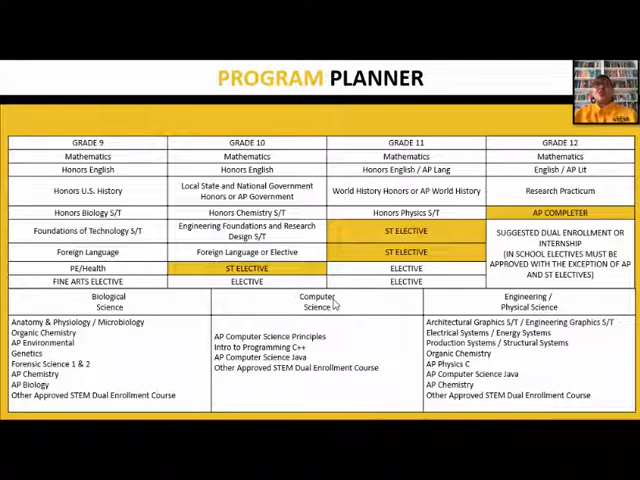 PROGRAM PLANNER
GRADE 9
GRADE 10
GRADE 11
GRADE 12
Mathematics
Mathematics
Mathematics
Mathematics
Honors English
Honors English
Honors English / AP Lang
English / AP Lit
Honors U.S. History
Local State and National Government
Honors or AP Government
World History Honors or AP World History
Research Practicum
Honors Biology S/T
Honors Chemistry S/T
Honors Physics S/T
AP COMPLETER
Foundations of Technology S/T
Engineering Foundations and Research
Design S/T
ST ELECTIVE
SUGGESTED DUAL ENROLLMENT OR
INTERNSHIP
(IN SCHOOL ELECTIVES MUST BE
APPROVED WITH THE EXCEPTION OF AP
AND ST ELECTIVES)
Foreign Language
Foreign Language or Elective
ST ELECTIVE
PE/Health
ST ELECTIVE
ELECTIVE
FINE ARTS ELECTIVE
ELECTIVE
ELECTIVE
Biological
Science
Computer
Science
Engineering /
Physical Science
Anatomy & Physiology / Microbiology
Organic Chemistry
AP Environmental
Genetics
Forensic Science 1 & 2
AP Chemistry
AP Biology
Other Approved STEM Dual Enrollment Course
AP Computer Science Principles
Intro to Programming C++
AP Computer Science Java
Other Approved STEM Dual Enrollment Course
Architectural Graphics S/T / Engineering Graphics S/T
Electrical Systems / Energy Systems
Production Systems / Structural Systems
Organic Chemistry
AP Physics C
AP Computer Science Java
AP Chemistry
Other Approved STEM Dual Enrollment Course